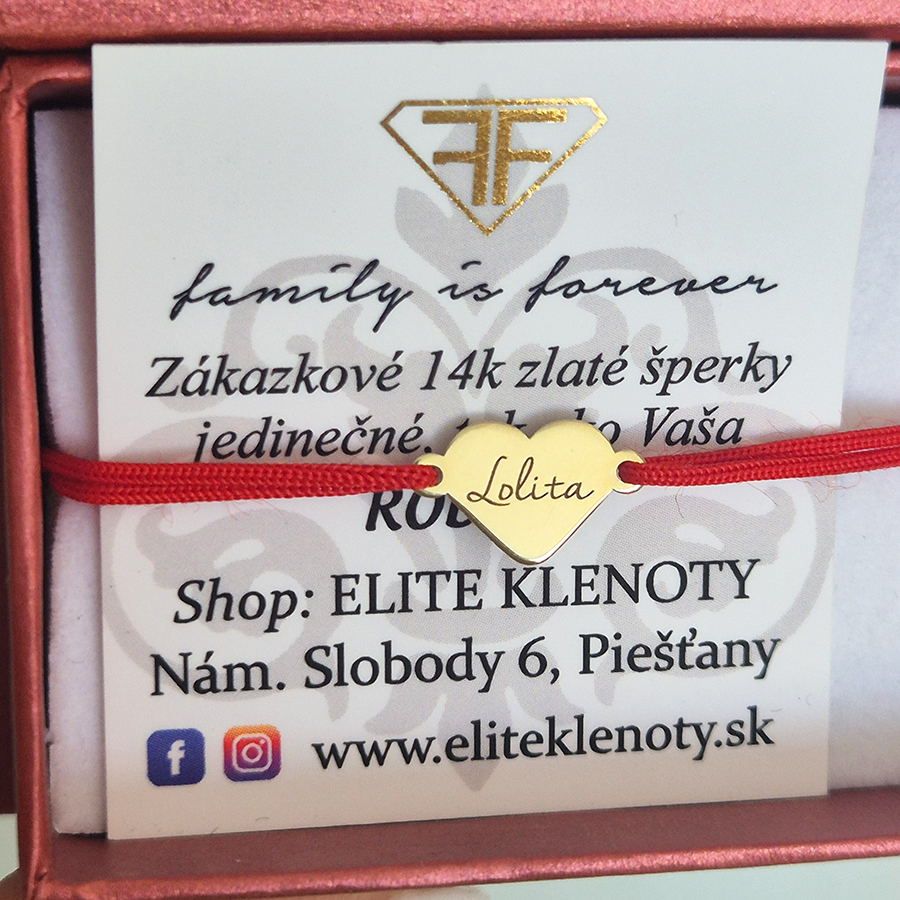 FF
family is forever
Zákazkové 14k zlaté šperky
jedinečné, Vaša
Lolita
Shop: ELITE KLENOTY
Nám. Slobody 6, Piešťany
www.eliteklenoty.sk